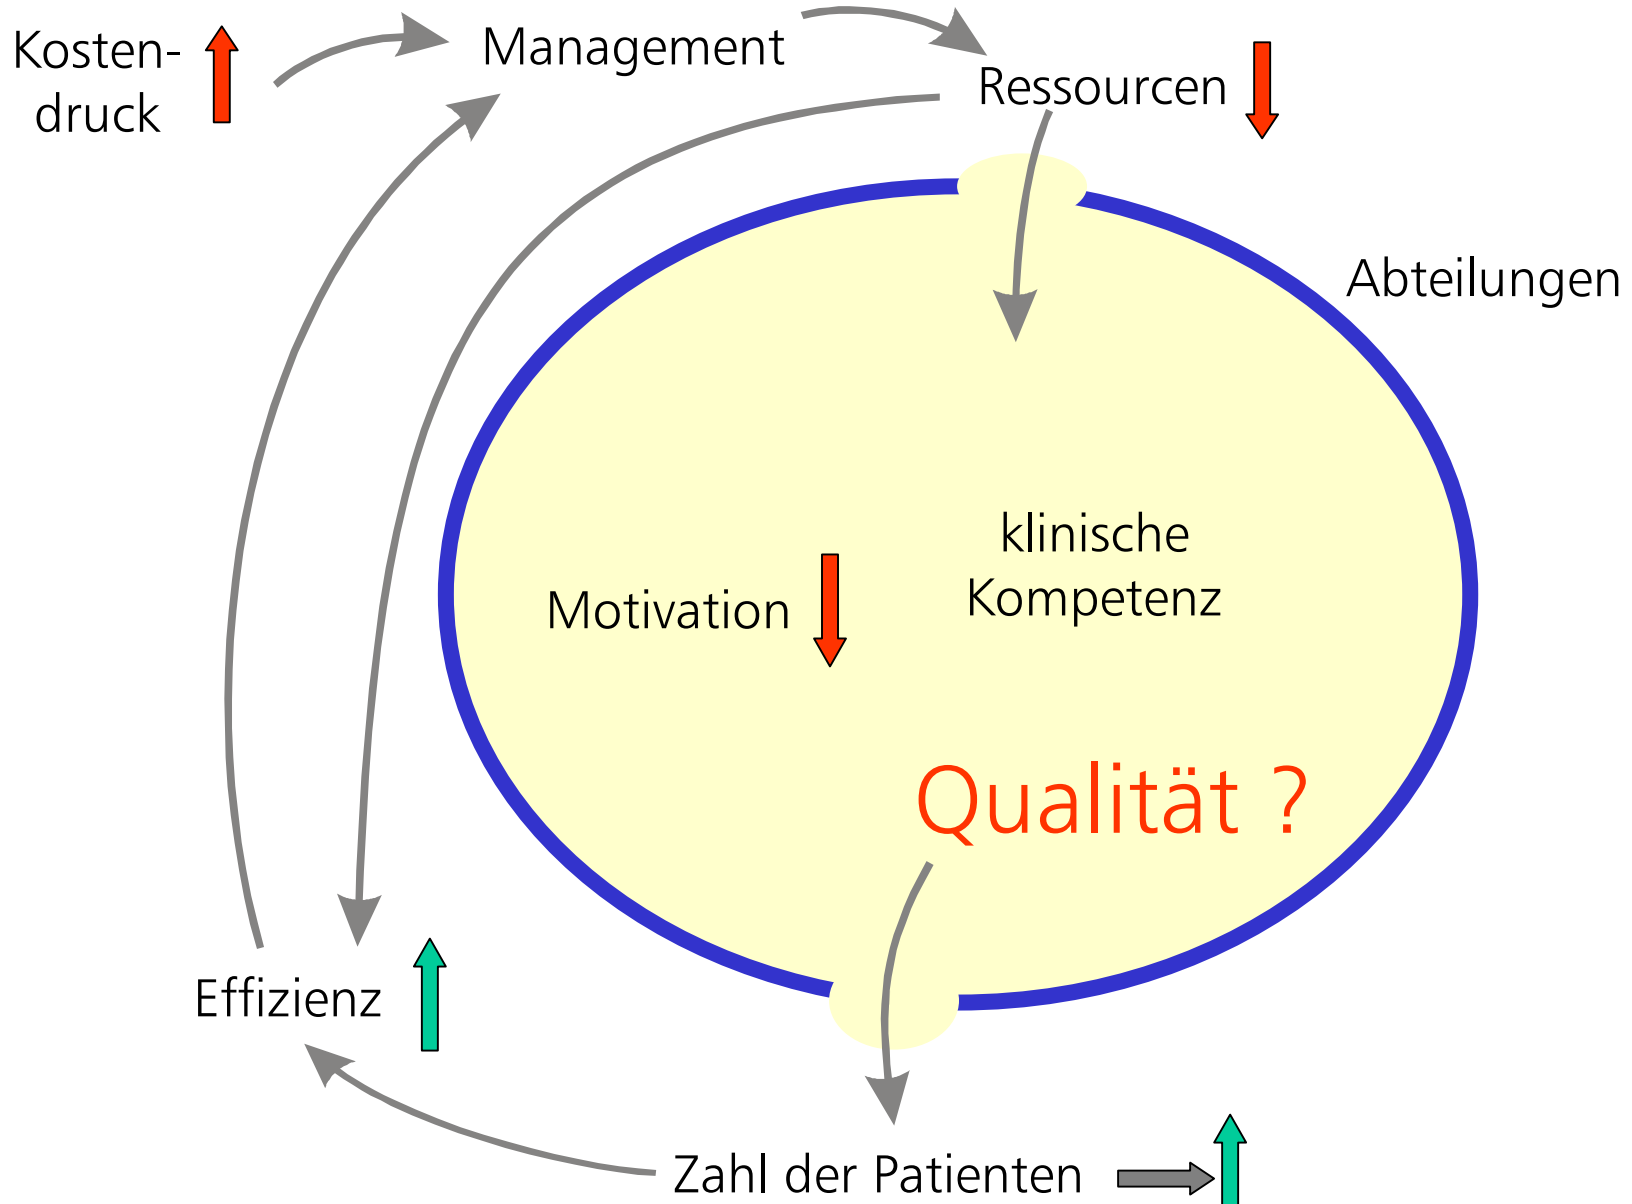 Kosten-
druck
Management
Ressourcen
Abteilungen
klinische
Kompetenz
Motivation
Qualität ?
Effizienz
Zahl der Patienten